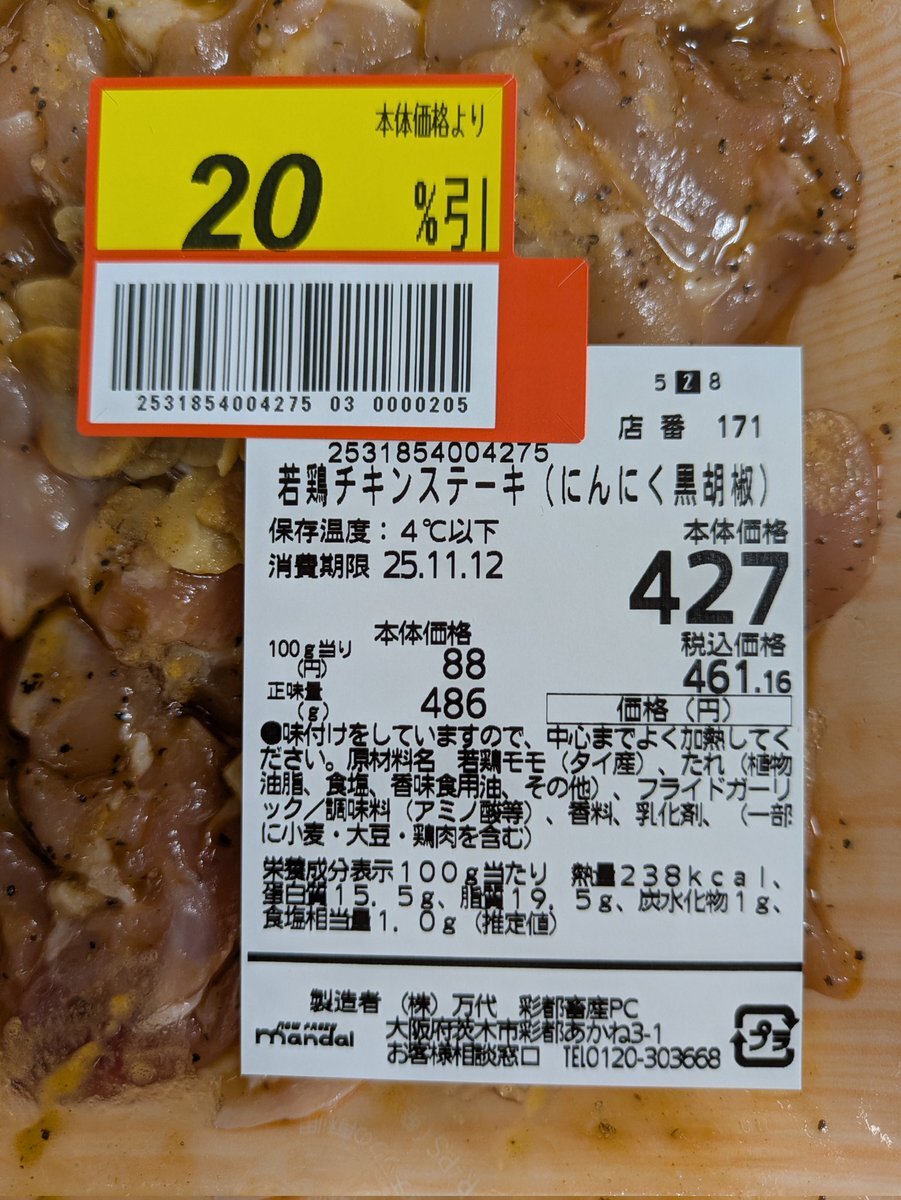 本体価格より
20%引
2531854004275 03 0000205
5 2 8
店番 171
2531854004275
若鶏チキンステーキ（にんにく黒胡椒）
保存温度：4℃以下
本体価格
消費期限 25.11.12
427
税込価格
461.16
価格（円）
本体価格
100g当り(円) 88
正味量(g) 486
●味付けをしていますので、中心までよく加熱してく
ださい。原材料名 若鶏モモ（タイ産）、たれ（植物
油脂、食塩、香味食用油、その他）、フライドガーリ
ック／調味料（アミノ酸等）、香料、乳化剤、（一部
に小麦・大豆・鶏肉を含む）
栄養成分表示100g当たり 熱量238kcal、
蛋白質15.5g、脂質19.5g、炭水化物1g、
食塩相当量1.0g（推定値）
製造者 （株）万代 彩都畜産PC
mandai
大阪府茨木市彩都あかね3-1
お客様相談窓口 TEL0120-303668
プラ